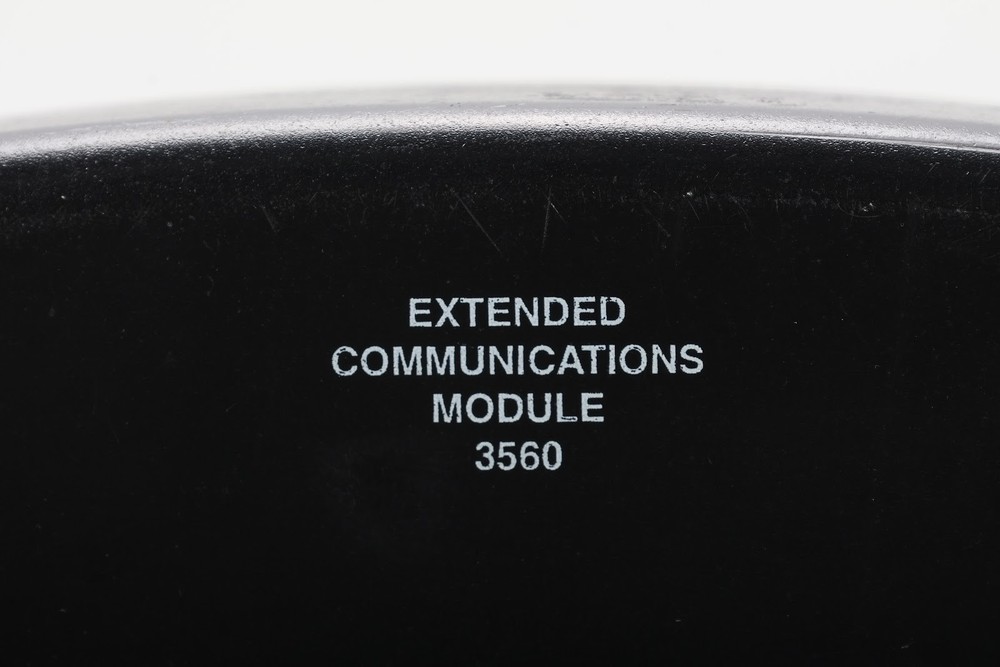 EXTENDED
COMMUNICATIONS
MODULE
3560